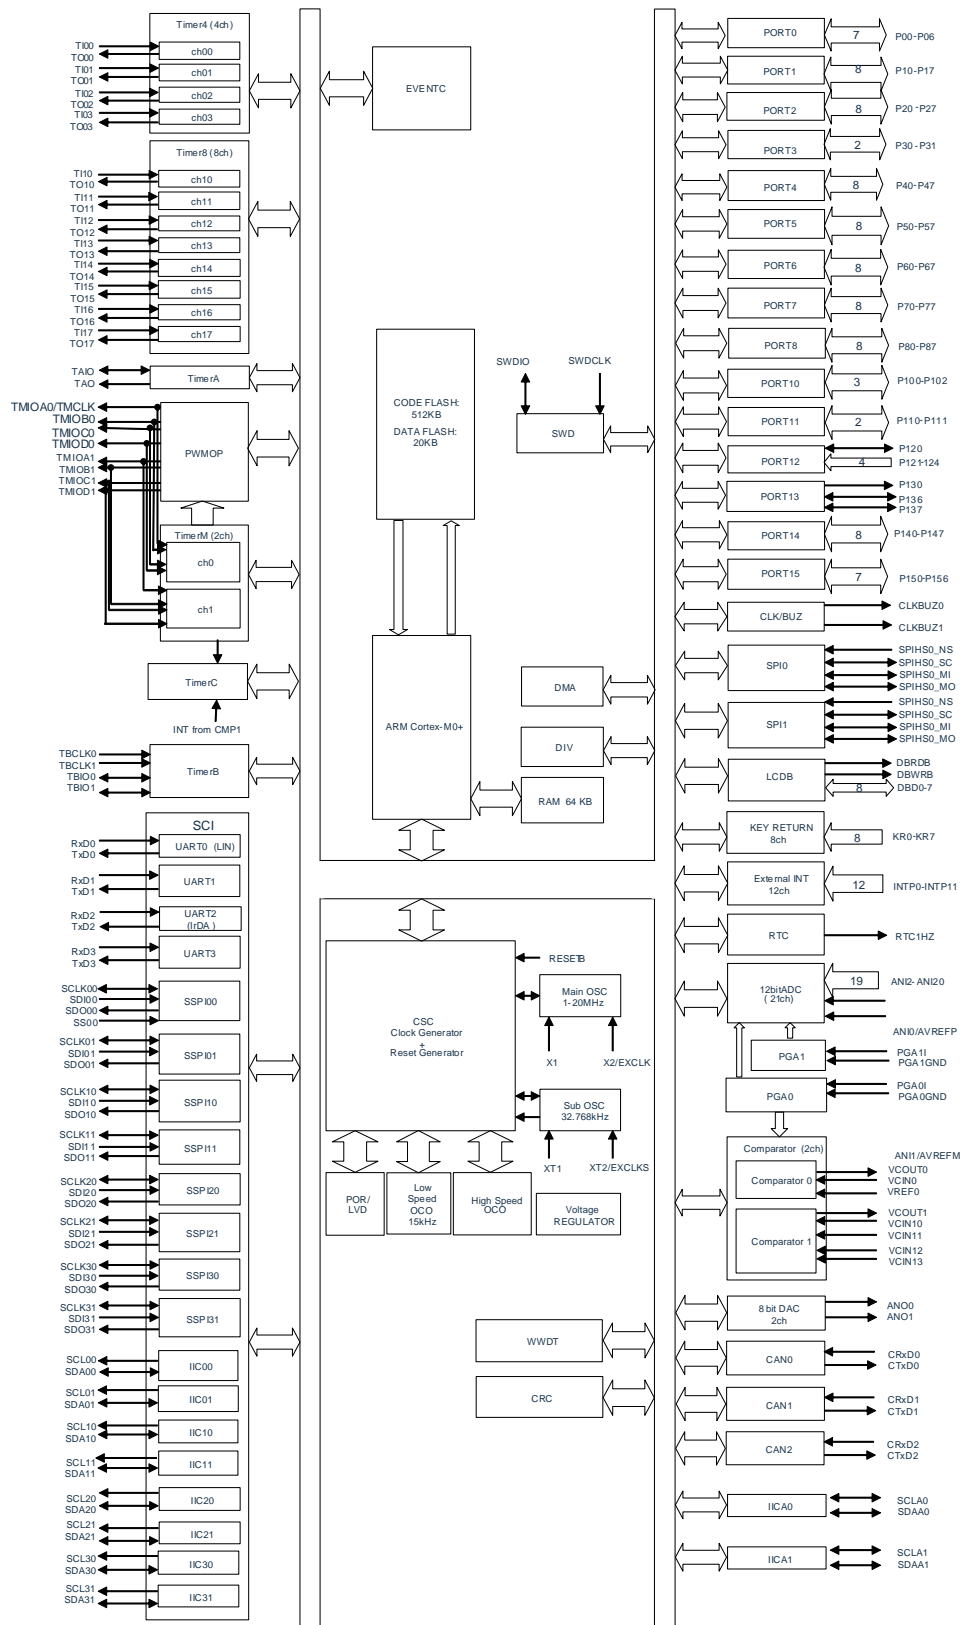 Timer4 (4ch)
TI00
TO00
ch00
TI01
TO01
ch01
TI02
TO02
ch02
TI03
TO03
ch03
Timer8 (8ch)
TI10
TO10
ch10
TI11
TO11
ch11
TI12
TO12
ch12
TI13
TO13
ch13
TI14
TO14
ch14
TI15
TO15
ch15
TI16
TO16
ch16
TI17
TO17
ch17
TAIO
TAO
TimerA
TMIOA0/TMCLK
TMIOB0
TMIOC0
TMIOD0
TMIOA1
TMIOB1
TMIOC1
TMIOD1
PWMOP
TimerM (2ch)
ch0
ch1
TimerC
INT from CMP1
TBCLK0
TBCLK1
TBIO0
TBIO1
TimerB
SCI
RxD0
TxD0
UART0 (LIN)
RxD1
TxD1
UART1
RxD2
TxD2
UART2
(IrDA )
RxD3
TxD3
UART3
SCLK00
SDI00
SDO00
SS00
SSPI00
SCLK01
SDI01
SDO01
SSPI01
SCLK10
SDI10
SDO10
SSPI10
SCLK11
SDI11
SDO11
SSPI11
SCLK20
SDI20
SDO20
SSPI20
SCLK21
SDI21
SDO21
SSPI21
SCLK30
SDI30
SDO30
SSPI30
SCLK31
SDI31
SDO31
SSPI31
SCL00
SDA00
IIC00
SCL01
SDA01
IIC01
SCL10
SDA10
IIC10
SCL11
SDA11
IIC11
SCL20
SDA20
IIC20
SCL21
SDA21
IIC21
SCL30
SDA30
IIC30
SCL31
SDA31
IIC31
EVENTC
CODE FLASH:
512KB
DATA FLASH:
20KB
SWDIO
SWDCLK
SWD
ARM Cortex-M0+
DMA
DIV
RAM 64 KB
CSC
Clock Generator
+
Reset Generator
RESETB
Main OSC
1-20MHz
X1
X2/EXCLK
Sub OSC
32.768kHz
XT1
XT2/EXCLKS
POR/
LVD
Low
Speed
OCO
15kHz
High Speed
OCO
Voltage
REGULATOR
WWDT
CRC
PORT0
7
P00-P06
PORT1
8
P10-P17
PORT2
8
P20 -P27
PORT3
2
P30 -P31
PORT4
8
P40-P47
PORT5
8
P50-P57
PORT6
8
P60-P67
PORT7
8
P70-P77
PORT8
8
P80-P87
PORT10
3
P100-P102
PORT11
2
P110-P111
PORT12
P120
4
P121-124
PORT13
P130
P136
P137
PORT14
8
P140-P147
PORT15
7
P150-P156
CLK/BUZ
CLKBUZ0
CLKBUZ1
SPI0
SPIHS0_NS
SPIHS0_SC
SPIHS0_MI
SPIHS0_MO
SPI1
SPIHS0_NS
SPIHS0_SC
SPIHS0_MI
SPIHS0_MO
LCDB
DBRDB
DBWRB
8
DBD0-7
KEY RETURN
8ch
8
KR0-KR7
External INT
12ch
12
INTP0-INTP11
RTC
RTC1HZ
12bitADC
( 21ch)
19
ANI2- ANI20
ANI0/AVREFP
PGA1
PGA1I
PGA1GND
PGA0
PGA0I
PGA0GND
Comparator (2ch)
ANI1/AVREFM
Comparator 0
VCOUT0
VCIN0
VREF0
Comparator 1
VCOUT1
VCIN10
VCIN11
VCIN12
VCIN13
8 bit DAC
2ch
ANO0
ANO1
CAN0
CRxD0
CTxD0
CAN1
CRxD1
CTxD1
CAN2
CRxD2
CTxD2
IICA0
SCLA0
SDAA0
IICA1
SCLA1
SDAA1